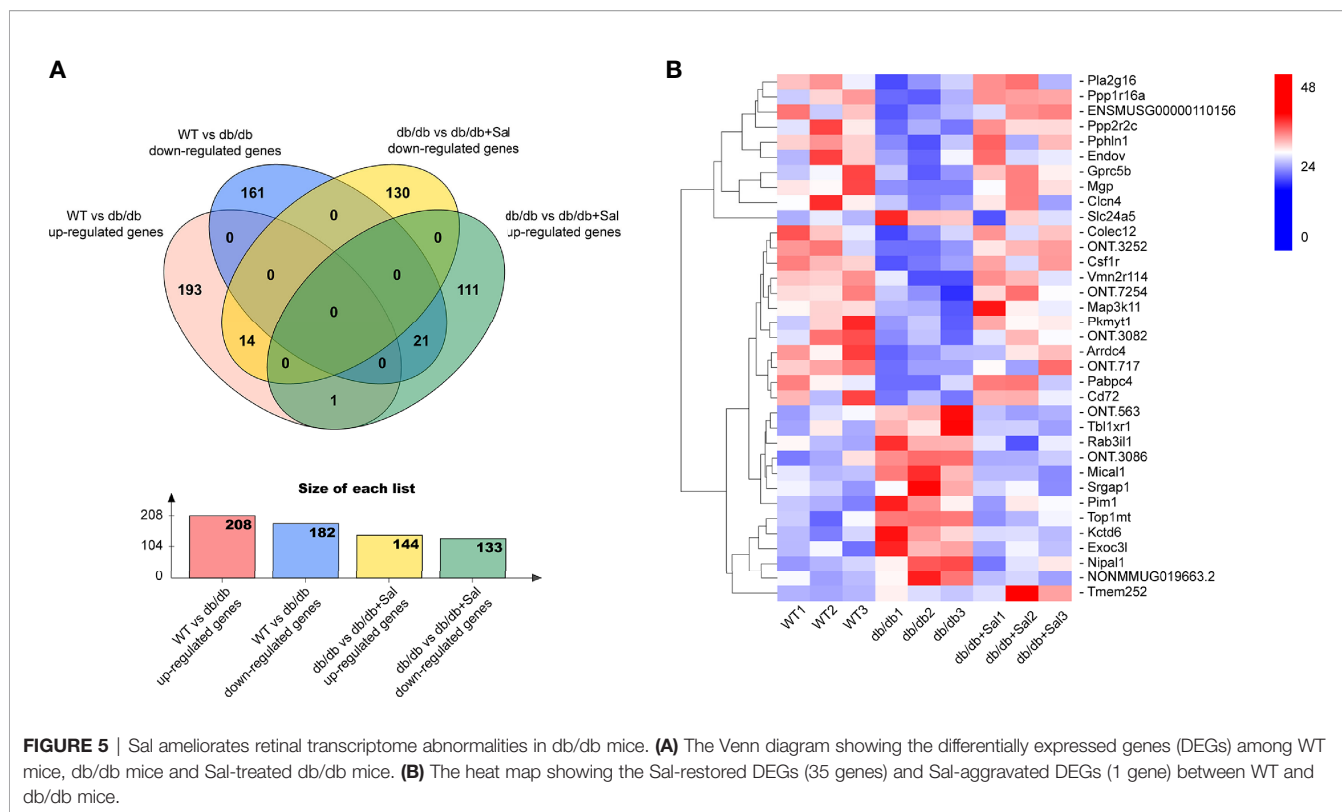 A
WT vs db/db
down-regulated genes
db/db vs db/db+Sal
down-regulated genes
WT vs db/db
up-regulated genes
db/db vs db/db+Sal
up-regulated genes
161
130
0
0
0
193
0
0
111
0
14
21
0
0
1
Size of each list
208
104
0
208
182
144
133
WT vs db/db
up-regulated genes
WT vs db/db
down-regulated genes
db/db vs db/db+Sal
up-regulated genes
db/db vs db/db+Sal
down-regulated genes
B
- Pla2g16
- Ppp1r16a
- ENSMUSG00000110156
- Ppp2r2c
- Pphln1
- Endov
- Gprc5b
- Mgp
- Clcn4
- Slc24a5
- Colec12
- ONT.3252
- Csf1r
- Vmn2r114
- ONT.7254
- Map3k11
- Pkmyt1
- ONT.3082
- Arrdc4
- ONT.717
- Pabpc4
- Cd72
- ONT.563
- Tbl1xr1
- Rab3il1
- ONT.3086
- Mical1
- Srgap1
- Pim1
- Top1mt
- Kctd6
- Exoc3l
- Nipal1
- NONMMUG019663.2
- Tmem252
WT1
WT2
WT3
db/db1
db/db2
db/db3
db/db+Sal1
db/db+Sal2
db/db+Sal3
48
24
0
FIGURE 5 | Sal ameliorates retinal transcriptome abnormalities in db/db mice. (A) The Venn diagram showing the differentially expressed genes (DEGs) among WT
mice, db/db mice and Sal-treated db/db mice. (B) The heat map showing the Sal-restored DEGs (35 genes) and Sal-aggravated DEGs (1 gene) between WT and
db/db mice.